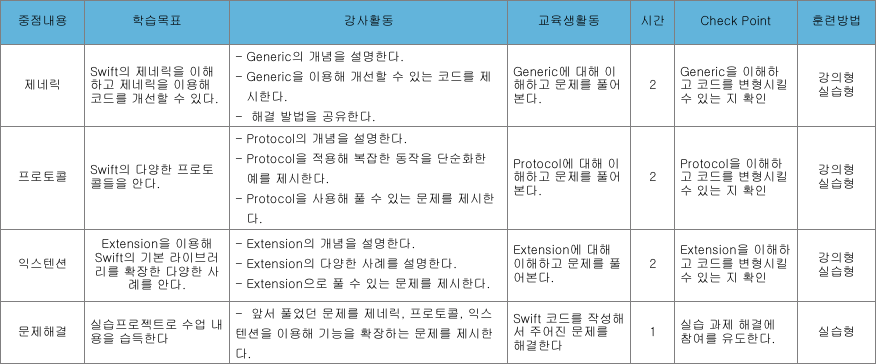 중점내용 학습목표 강사활동 교육생활동 시간 Check Point 훈련방법
제네릭
Swift의 제네릭을 이해
하고 제네릭을 이용해
코드를 개선할 수 있다.
- Generic의 개념을 설명한다.
- Generic을 이용해 개선할 수 있는 코드를 제
시한다.
- 해결 발법을 공유한다.
Generic에 대해 이
해하고 문제를 풀어
본다.
2
Generic을 이해하
고 코드를 변형시킬
수 있는 지 확인
강의형
실습형
프로토콜
Swift의 다양한 프로토
콜들을 안다.
- Protocol의 개념을 설명한다.
- Protocol을 적용해 복잡한 동작을 단순화한
예를 제시한다.
- Protocol을 사용해 풀 수 있는 문제를 제시한
다.
Protocol에 대해 이
해하고 문제를 풀어
본다.
2
Protocol을 이해하
고 코드를 변형시킬
수 있는 지 확인
강의형
실습형
익스텐션
Extension을 이용해
Swift의 기본 라이브러
리를 확장한 다양한 사
례를 안다.
- Extension의 개념을 설명한다.
- Extension의 다양한 사례를 설명한다.
- Extension으로 풀 수 있는 문제를 제시한다.
Extension에 대해
이해하고 문제를 풀
어본다.
2
Extension을 이해하
고 코드를 변형시킬
수 있는 지 확인
강의형
실습형
문제해결
실습프로젝트로 수업 내
용을 습득한다
- 앞서 풀었던 문제를 제네릭, 프로토콜, 익스
텐션을 이용해 기능을 확장하는 문제를 제시한
다.
Swift 코드를 작성해
서 주어진 문제를
해결한다
1
실습 과제 해결에
참여를 유도한다.
실습형